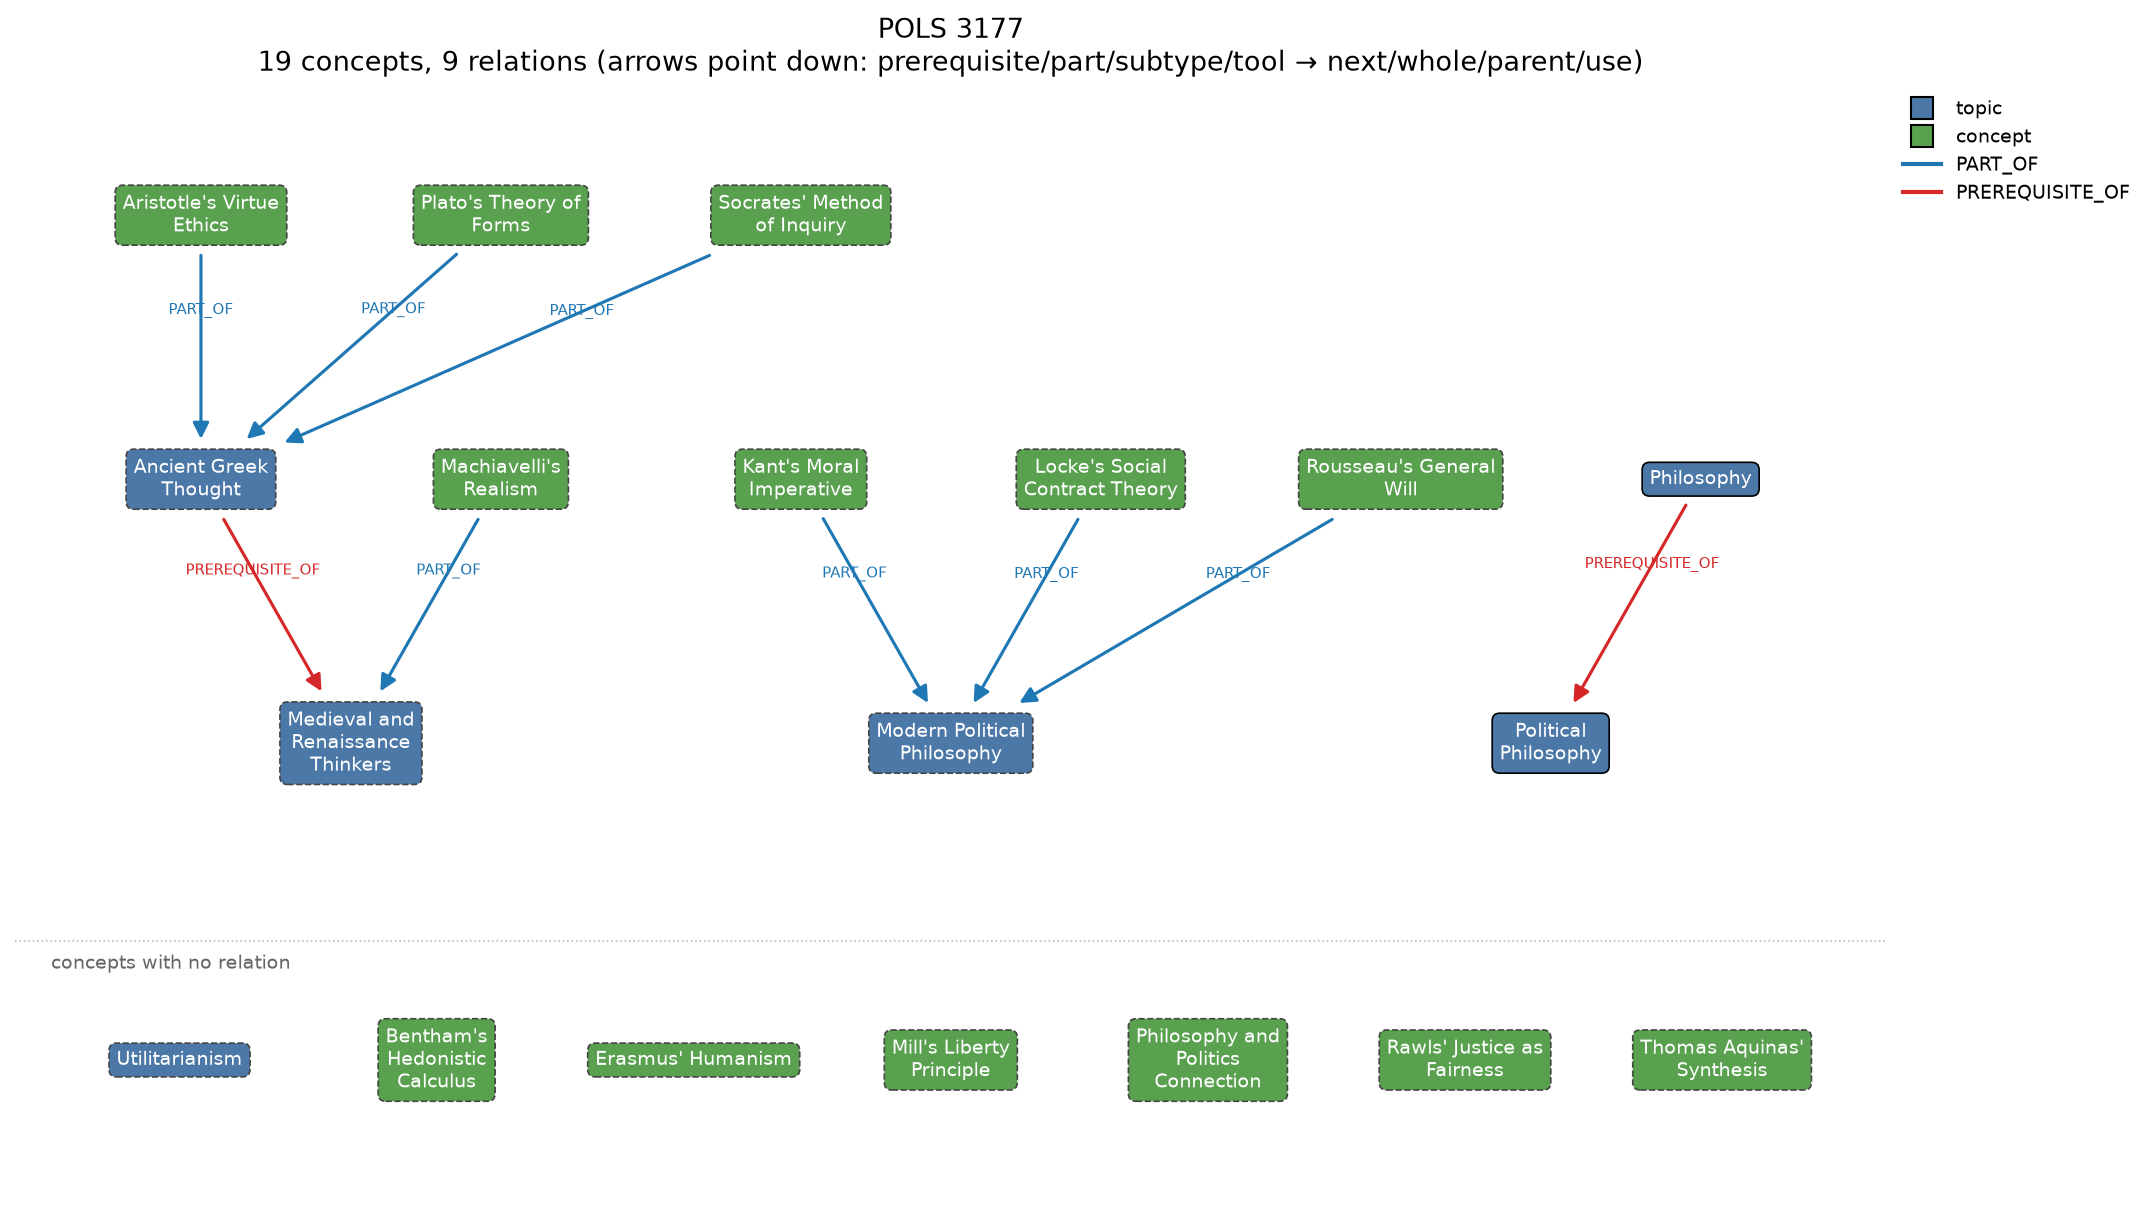 POLS 3177
19 concepts, 9 relations (arrows point down: prerequisite/part/subtype/tool → next/whole/parent/use)
topic
concept
PART_OF
PREREQUISITE_OF
Aristotle's Virtue
Ethics
Plato's Theory of
Forms
Socrates' Method
of Inquiry
PART_OF
PART_OF
PART_OF
Ancient Greek
Thought
Machiavelli's
Realism
Kant's Moral
Imperative
Locke's Social
Contract Theory
Rousseau's General
Will
Philosophy
PREREQUISITE_OF
PART_OF
PART_OF
PART_OF
PART_OF
PREREQUISITE_OF
Medieval and
Renaissance
Thinkers
Modern Political
Philosophy
Political
Philosophy
concepts with no relation
Utilitarianism
Bentham's
Hedonistic
Calculus
Erasmus' Humanism
Mill's Liberty
Principle
Philosophy and
Politics
Connection
Rawls' Justice as
Fairness
Thomas Aquinas'
Synthesis